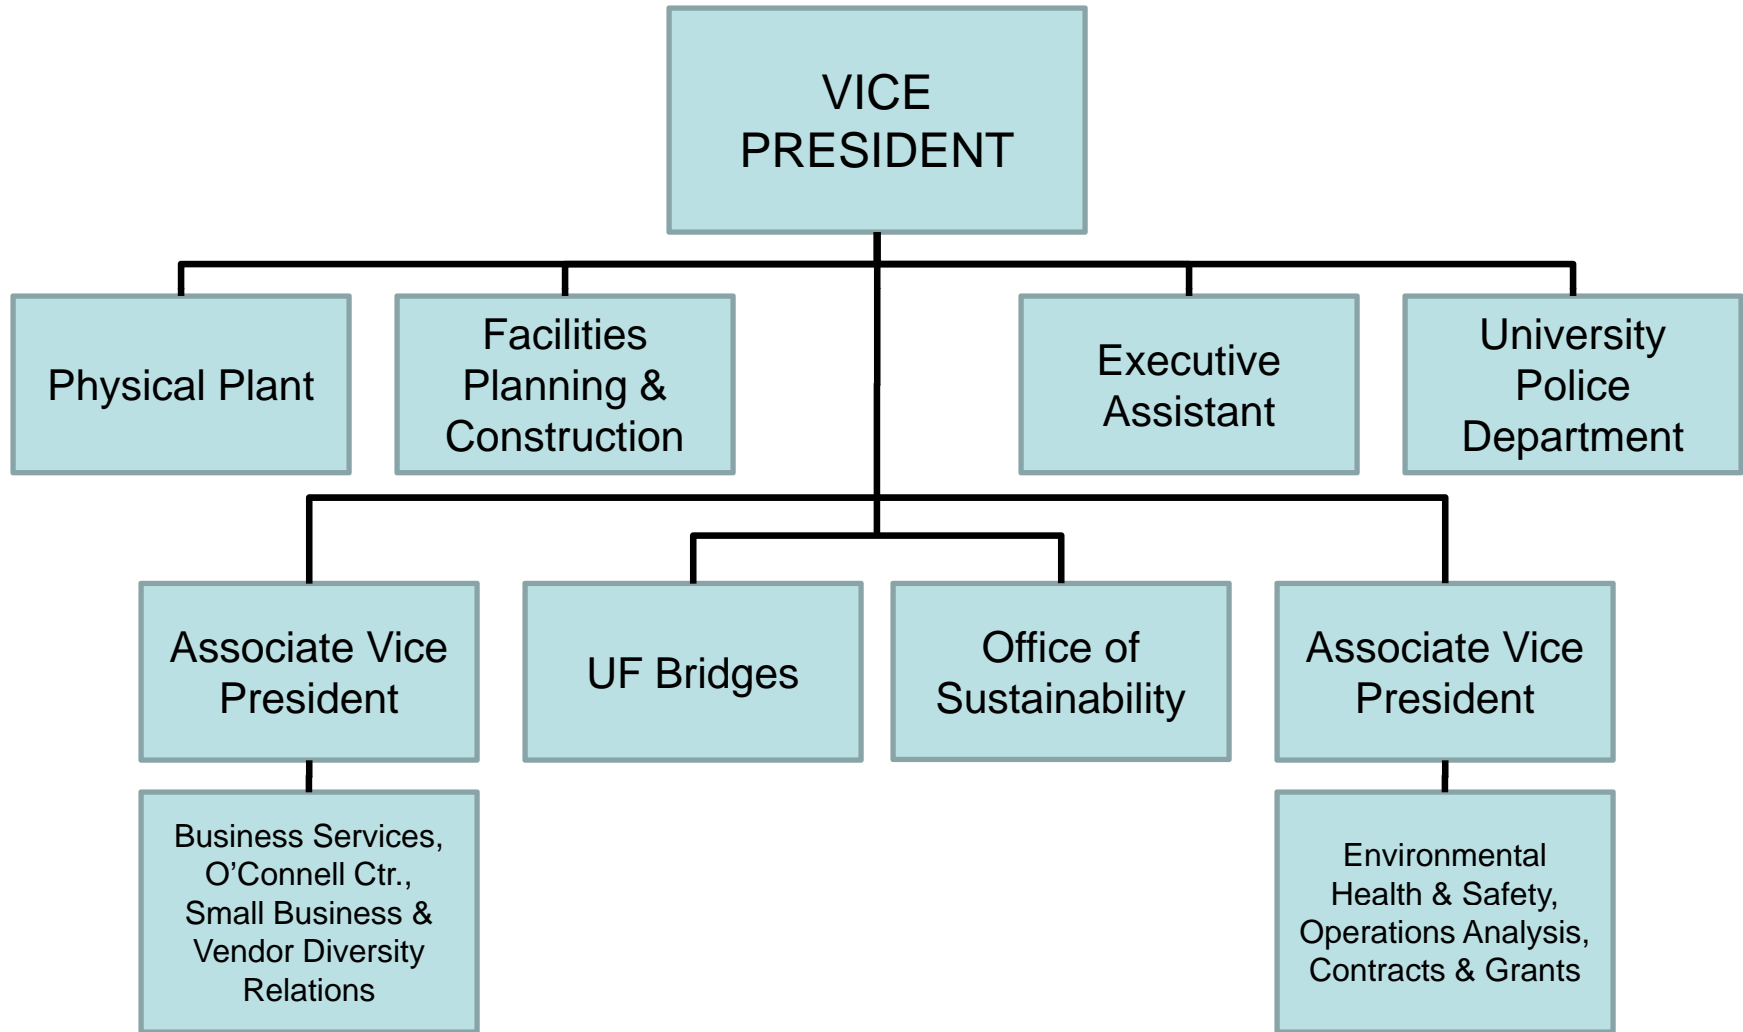 VICE
PRESIDENT
Physical Plant
Facilities
Planning &
Construction
Executive
Assistant
University
Police
Department
Associate Vice
President
UF Bridges
Office of
Sustainability
Associate Vice
President
Business Services,
O’Connell Ctr.,
Small Business &
Vendor Diversity
Relations
Environmental
Health & Safety,
Operations Analysis,
Contracts & Grants